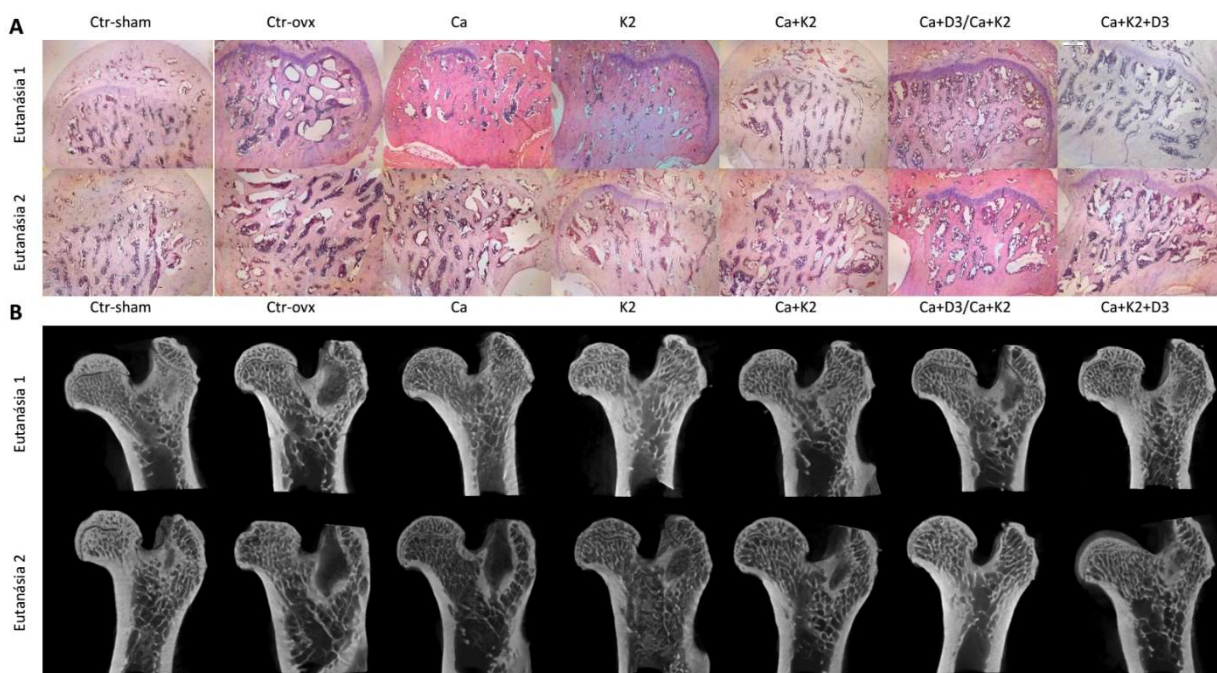 A
Ctr-sham Ctr-ovx Ca K2 Ca+K2 Ca+D3/Ca+K2 Ca+K2+D3
Eutanásia 1
Eutanásia 2
B
Ctr-sham Ctr-ovx Ca K2 Ca+K2 Ca+D3/Ca+K2 Ca+K2+D3
Eutanásia 1
Eutanásia 2